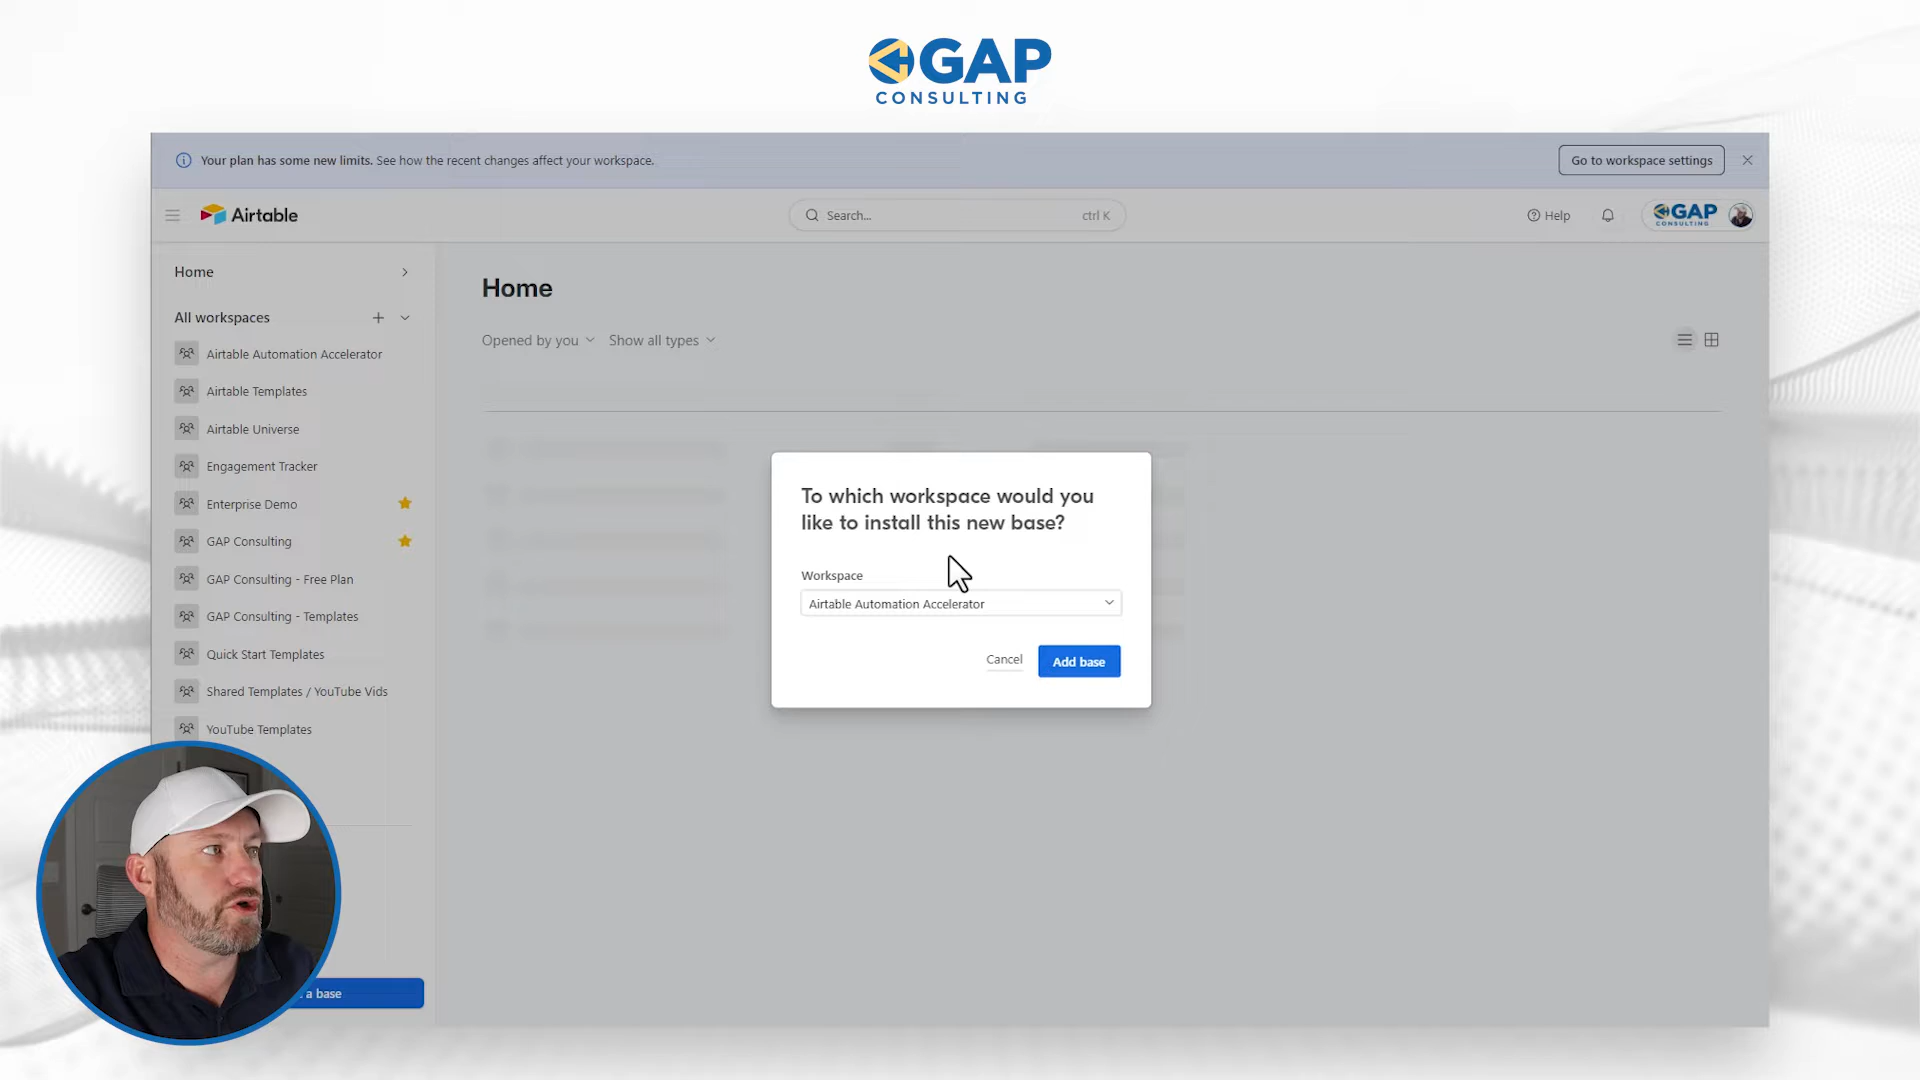 GAP
CONSULTING
Your plan has some new limits. See how the recent changes affect your workspace.
Go to workspace settings
Airtable
Search...
ctrl K
Help
GAP
CONSULTING
Home
All workspaces
Airtable Automation Accelerator
Airtable Templates
Airtable Universe
Engagement Tracker
Enterprise Demo
GAP Consulting
GAP Consulting - Free Plan
GAP Consulting - Templates
Quick Start Templates
Shared Templates / YouTube Vids
YouTube Templates
a base
Home
Opened by you
Show all types
To which workspace would you
like to install this new base?
Workspace
Airtable Automation Accelerator
Cancel
Add base